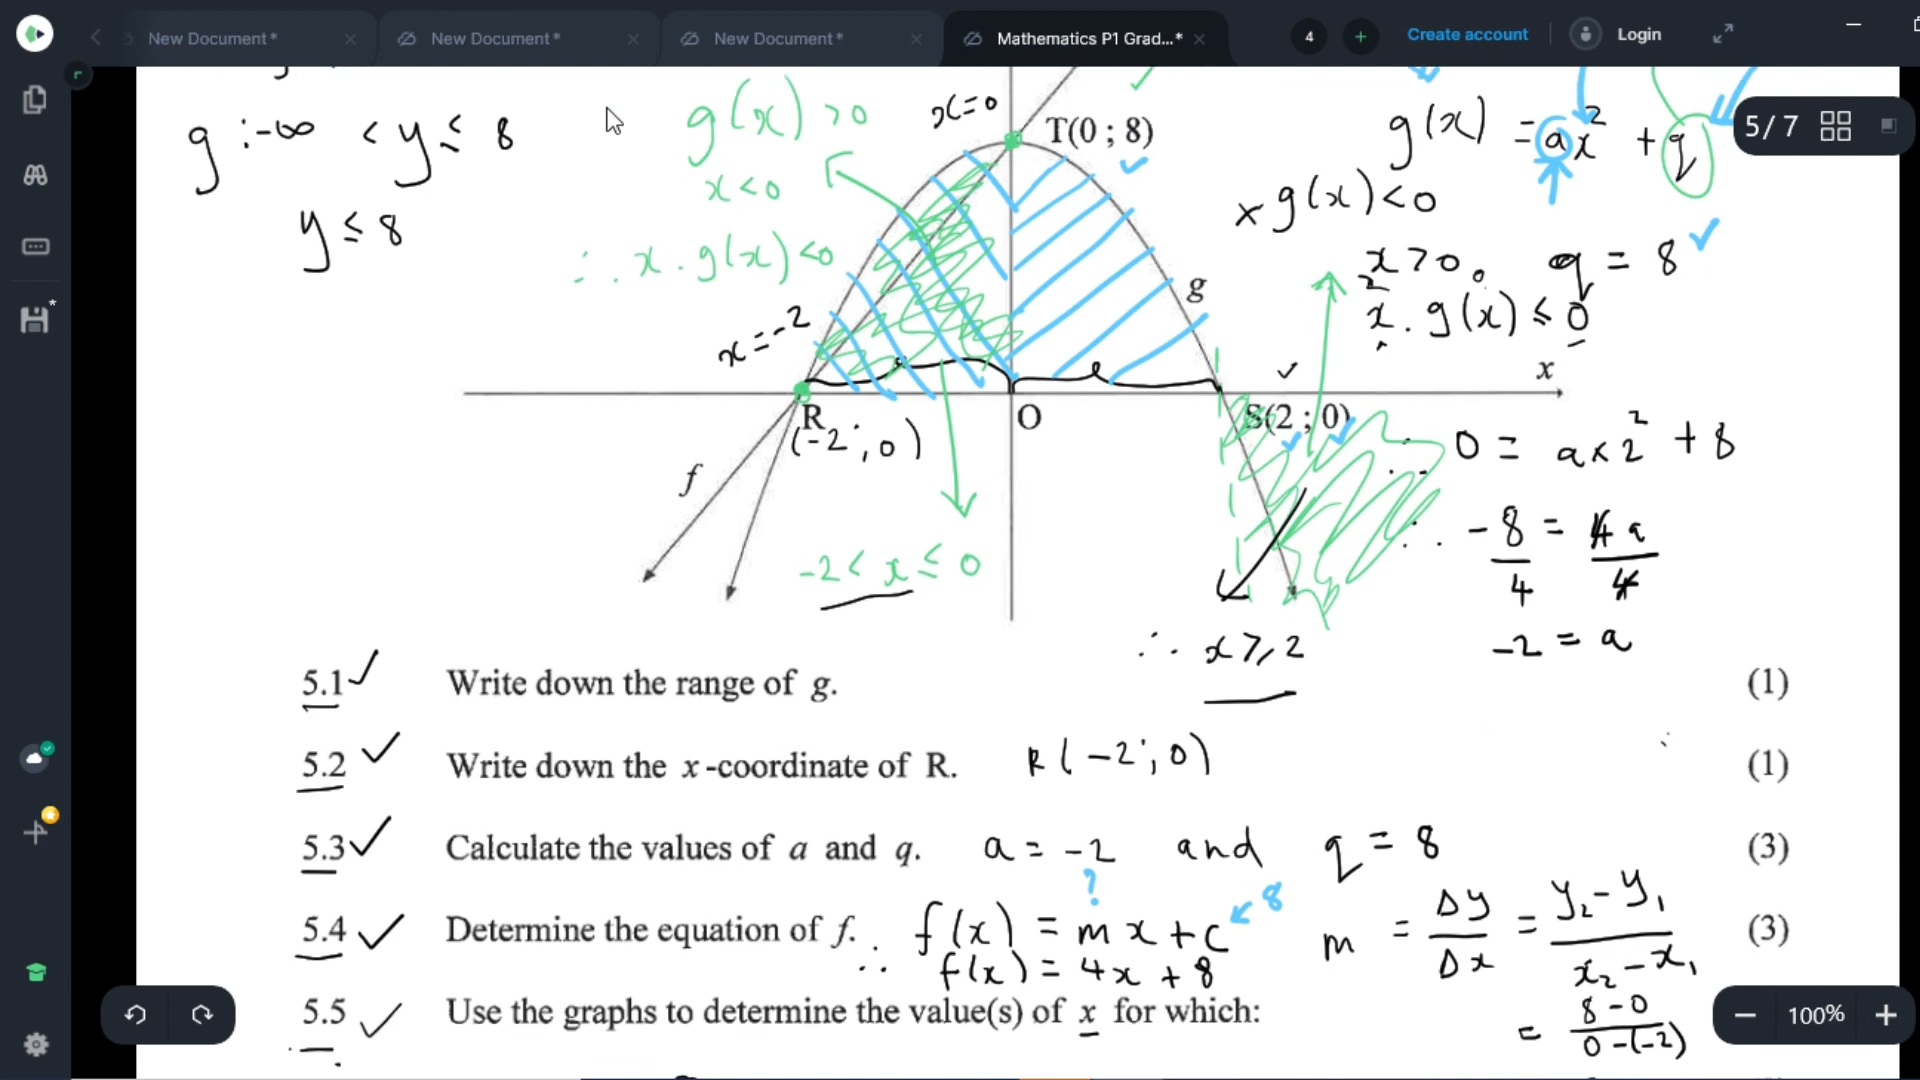 New Document *
New Document *
New Document *
Mathematics P1 Grad...*
4
Create account
Login
5/ 7
g : -∞ < y ≤ 8
y ≤ 8
g(x) > 0
x < 0
∴ x . g(x) < 0
x = 0
T(0 ; 8)
g(x) = ax² + q
x g(x) < 0
x > 0
q = 8
x . g(x) ≤ 0
x = -2
g
x
R
(-2 ; 0)
O
S(2 ; 0)
f
-2 < x ≤ 0
0 = a × 2² + 8
∴ -8 = 4a
4 4
-2 = a
∴ x ≥ 2
5.1 Write down the range of g. (1)
5.2 Write down the x-coordinate of R. R(-2 ; 0) (1)
5.3 Calculate the values of a and q. a = -2 and q = 8 (3)
?
8
5.4 Determine the equation of f. f(x) = mx + c m = Δy/Δx = y₂ - y₁/x₂ - x₁ (3)
∴ f(x) = 4x + 8
5.5 Use the graphs to determine the value(s) of x for which:
= 8 - 0/0 - (-2)
100%